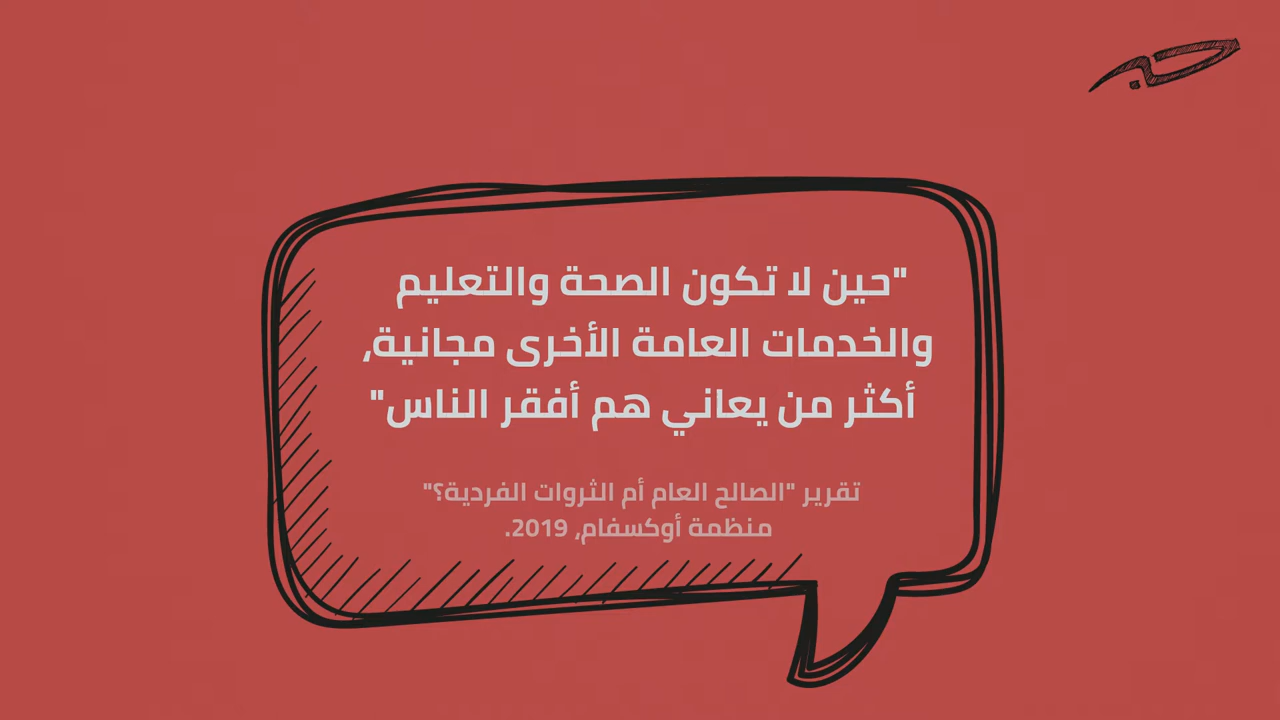 "حين لا تكون الصحة والتعليم
والخدمات العامة الأخرى مجانية,
أكثر من يعاني هم أفقر الناس"
تقرير "الصالح العام أم الثروات الفردية؟"
منظمة أوكسفام, 2019.